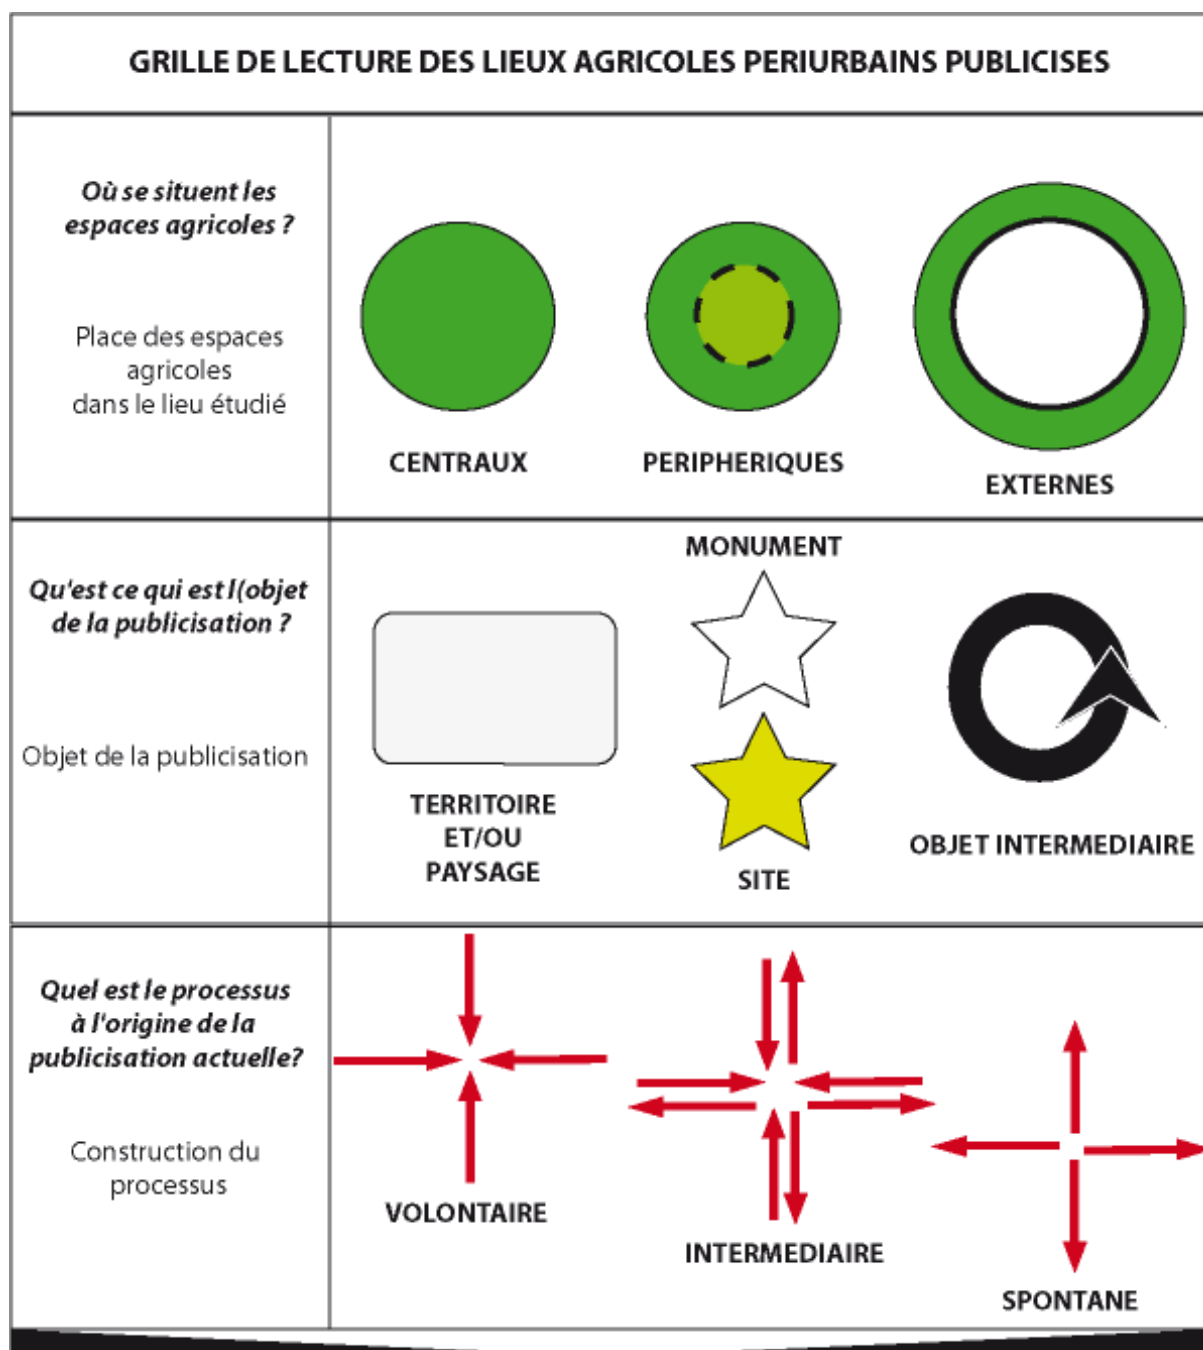 GRILLE DE LECTURE DES LIEUX AGRICOLES PERIURBAINS PUBLICISES
Où se situent les
espaces agricoles ?
Place des espaces
agricoles
dans le lieu étudié
CENTRAUX
PERIPHERIQUES
EXTERNES
Qu'est ce qui est l(objet
de la publicisation ?
Objet de la publicisation
TERRITOIRE
ET/OU
PAYSAGE
MONUMENT
SITE
OBJET INTERMEDIAIRE
Quel est le processus
à l'origine de la
publicisation actuelle?
Construction du
processus
VOLONTAIRE
INTERMEDIAIRE
SPONTANE